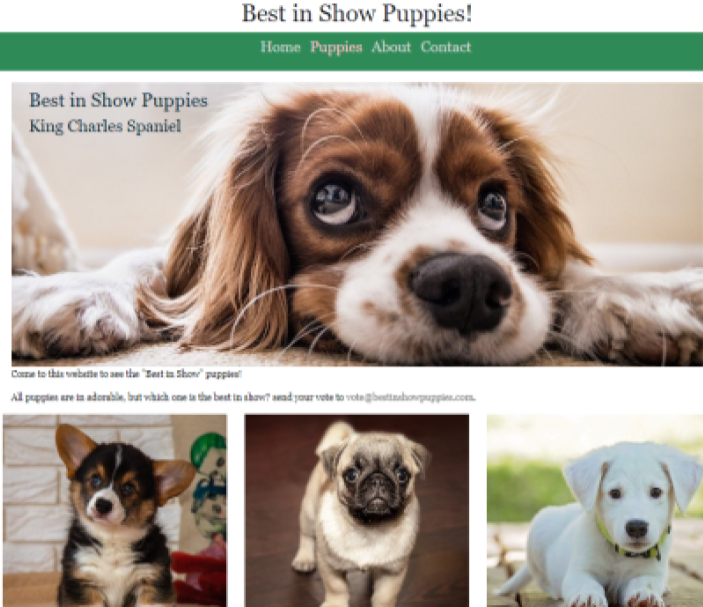 Best in Show Puppies!
Home Puppies About Contact
Best in Show Puppies
King Charles Spaniel
Come to this website to see the "Best in Show" puppies!
All puppies are in adorable, but which one is the best in show? send your vote to vote@bestinshowpuppies.com.